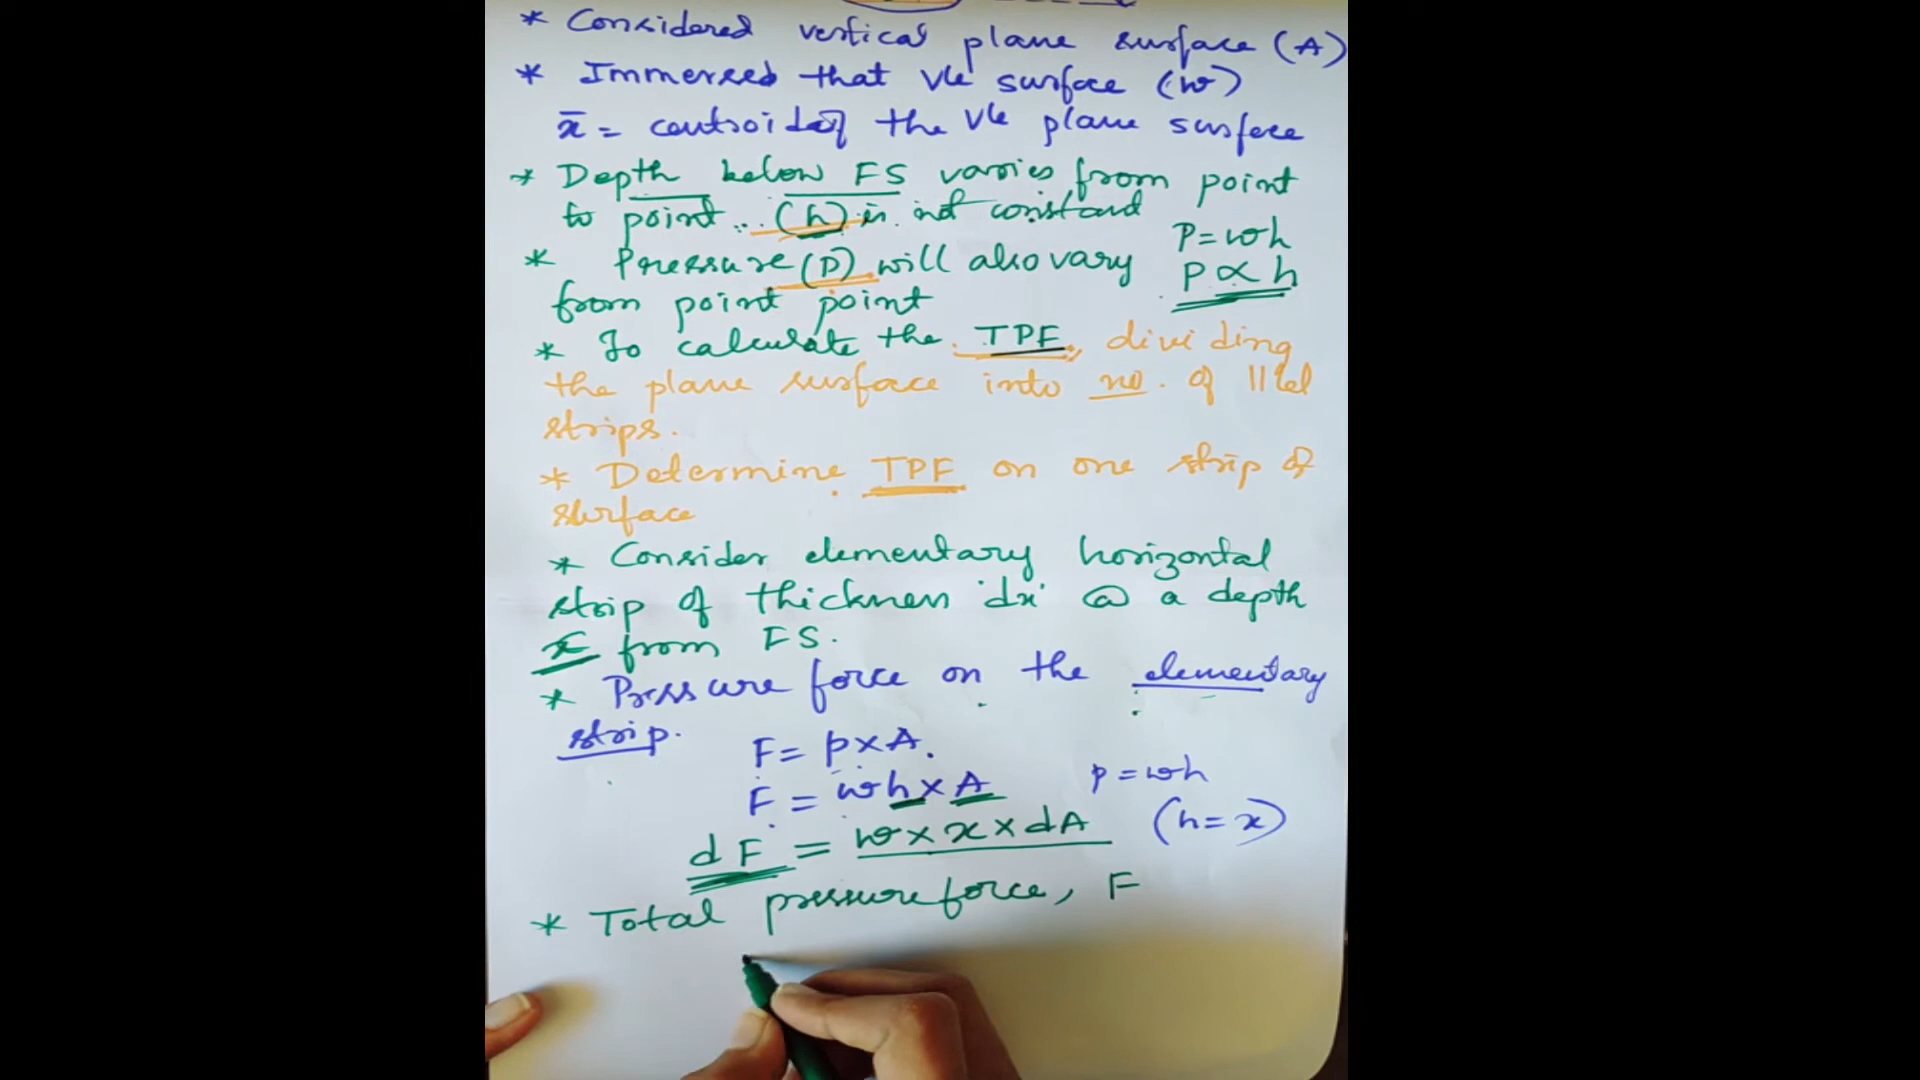 * Considered vertical plane surface (A)
* Immersed that Vle surface (w)
x̄ = centroid of the Vle plane surface
* Depth below FS varies from point
to point .. (h) is not constant
P = wh
* Pressure (P) will also vary
P ∝ h
from point point
* To calculate the TPF, dividing
the plane surface into no. of ||lel
strips.
* Determine TPF on one strip of
surface
* Consider elementary horizontal
strip of thickness 'dx' @ a depth
x from FS.
* Pressure force on the elementary
strip.
F = p × A.
F = wh × A
p = wh
dF = w × x × dA
(h = x)
* Total pressure force, F